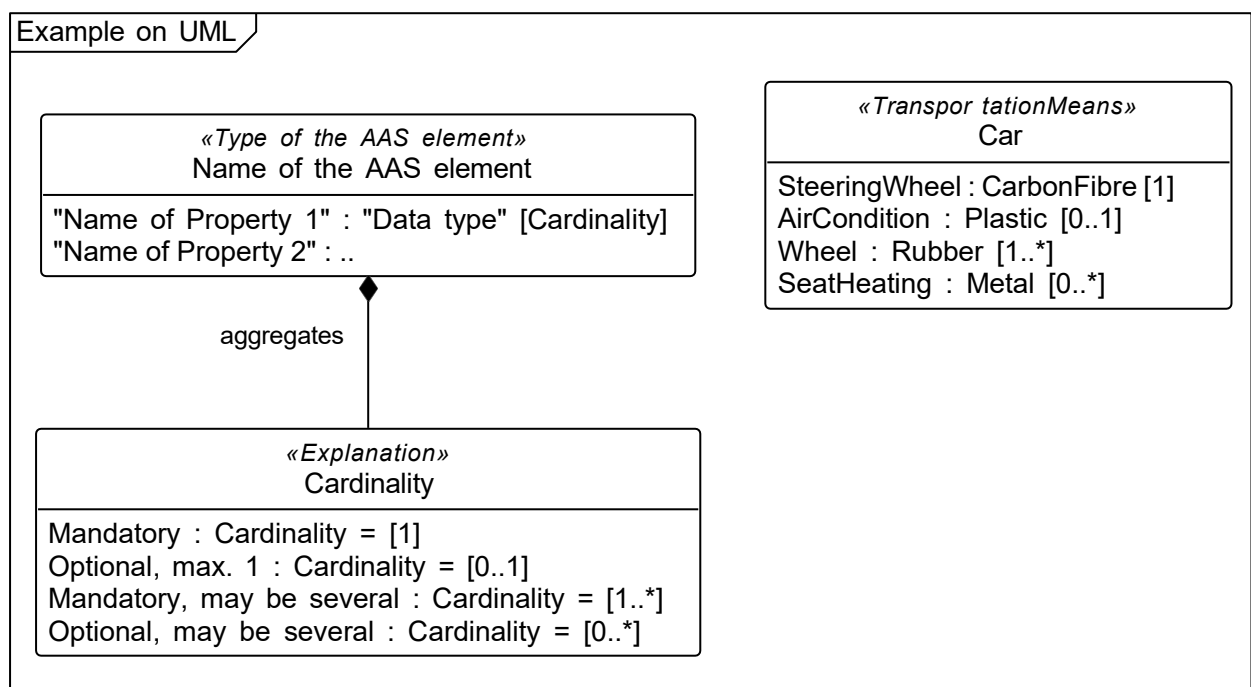 Example on UML
«Type of the AAS element»
Name of the AAS element
"Name of Property 1" : "Data type" [Cardinality]
"Name of Property 2" : ..
aggregates
«Explanation»
Cardinality
Mandatory : Cardinality = [1]
Optional, max. 1 : Cardinality = [0..1]
Mandatory, may be several : Cardinality = [1..*]
Optional, may be several : Cardinality = [0..*]
«Transpor tationMeans»
Car
SteeringWheel : CarbonFibre [1]
AirCondition : Plastic [0..1]
Wheel : Rubber [1..*]
SeatHeating : Metal [0..*]